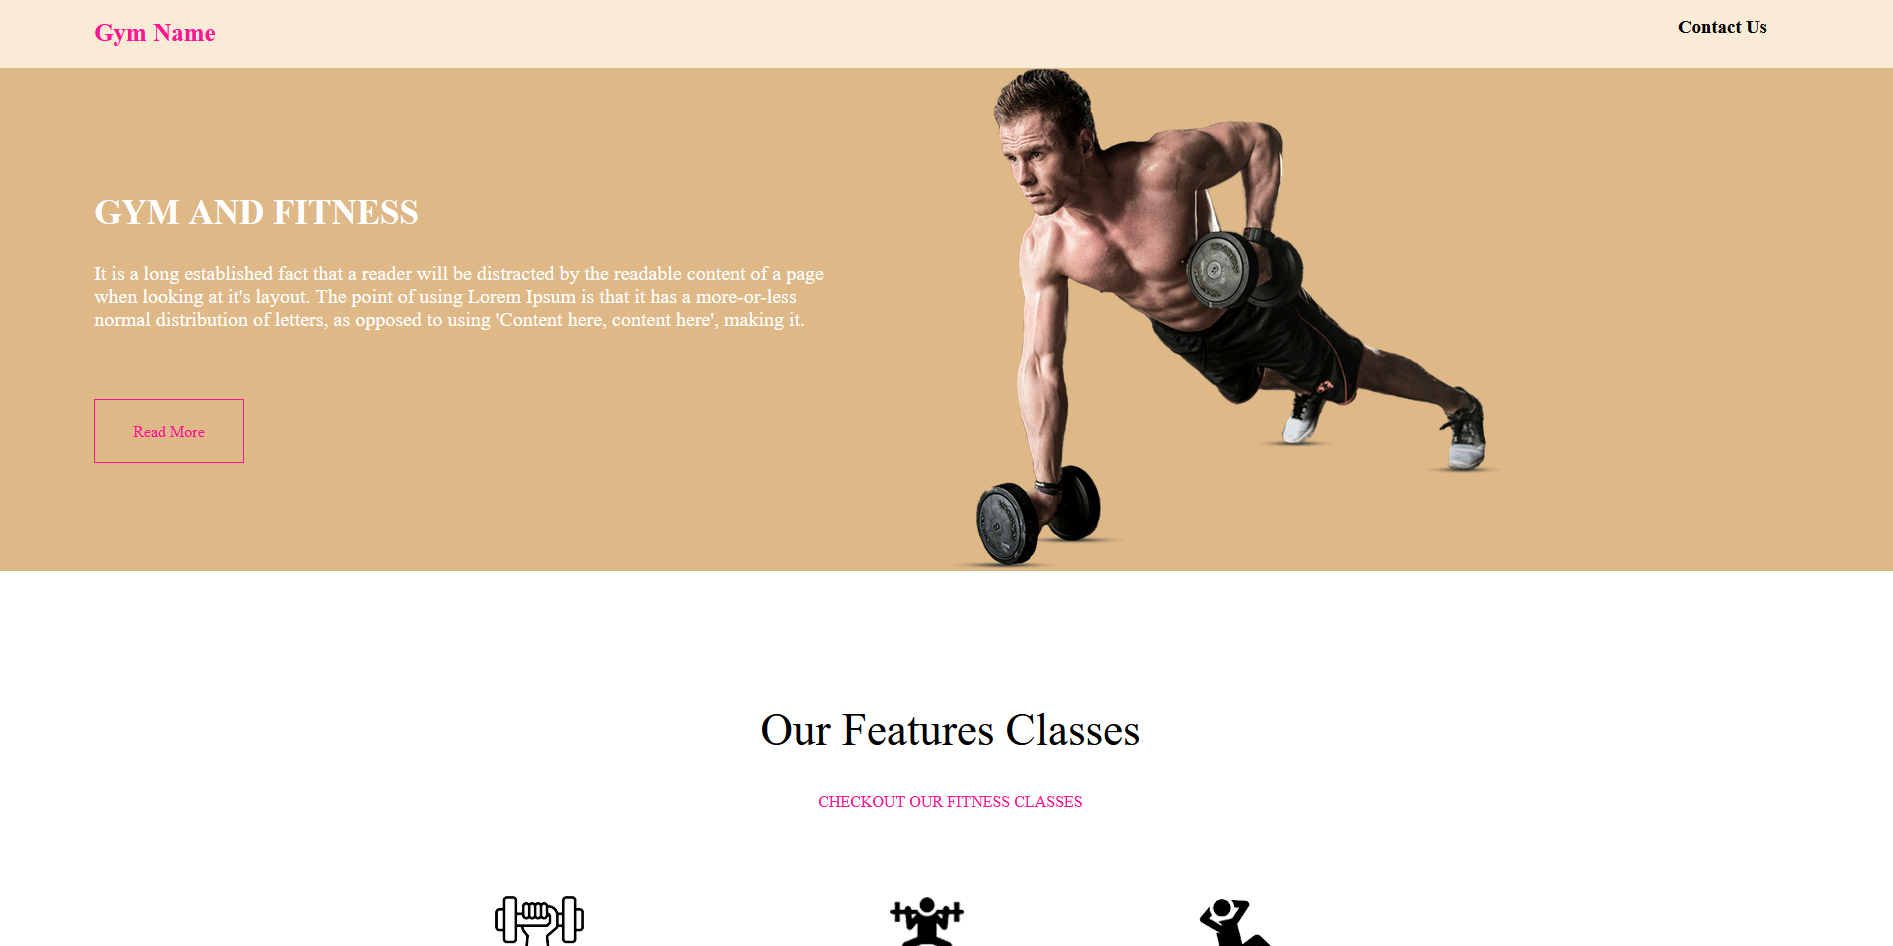 Gym Name
Contact Us
GYM AND FITNESS
It is a long established fact that a reader will be distracted by the readable content of a page
when looking at it's layout. The point of using Lorem Ipsum is that it has a more-or-less
normal distribution of letters, as opposed to using 'Content here, content here', making it.
Read More
Our Features Classes
CHECKOUT OUR FITNESS CLASSES